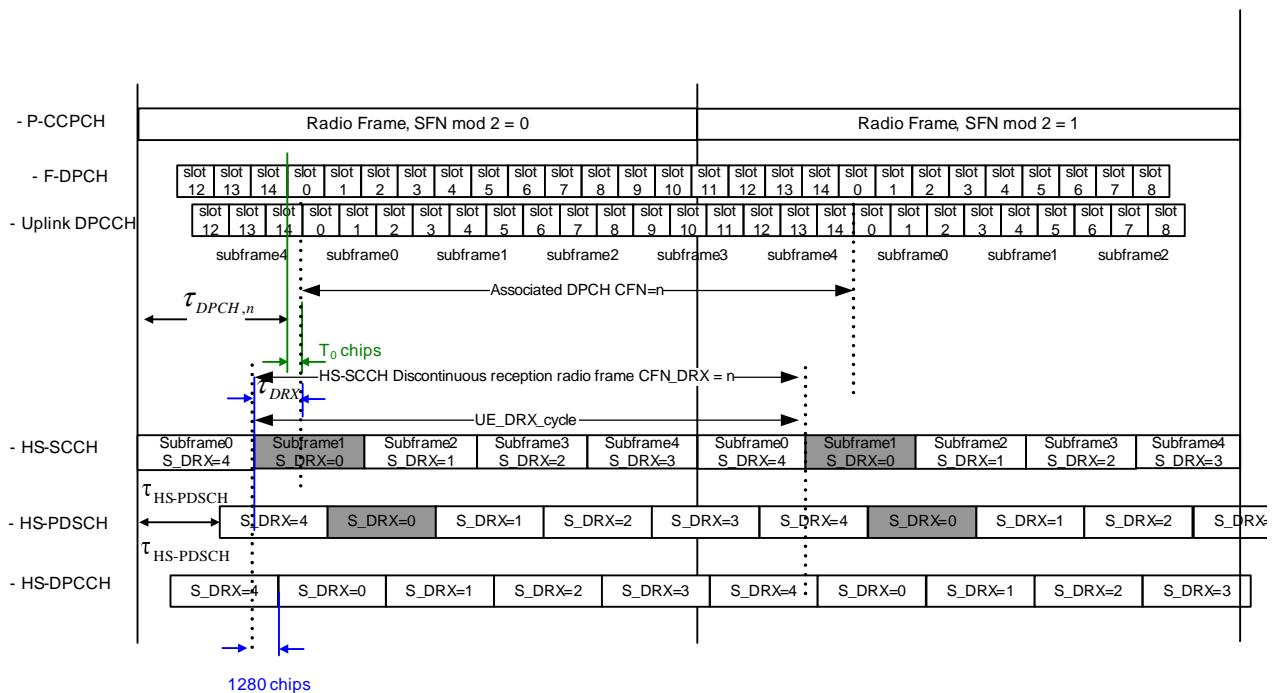 - P-CCPCH
Radio Frame, SFN mod 2 = 0
Radio Frame, SFN mod 2 = 1
- F-DPCH
slot 12 slot 13 slot 14 slot 0 slot 1 slot 2 slot 3 slot 4 slot 5 slot 6 slot 7 slot 8 slot 9 slot 10 slot 11 slot 12 slot 13 slot 14 slot 0 slot 1 slot 2 slot 3 slot 4 slot 5 slot 6 slot 7 slot 8
- Uplink DPCCH
slot 12 slot 13 slot 14 slot 0 slot 1 slot 2 slot 3 slot 4 slot 5 slot 6 slot 7 slot 8 slot 9 slot 10 slot 11 slot 12 slot 13 slot 14 slot 0 slot 1 slot 2 slot 3 slot 4 slot 5 slot 6 slot 7 slot 8
subframe4 subframe0 subframe1 subframe2 subframe3 subframe4 subframe0 subframe1 subframe2
Associated DPCH CFN=n
τDPCH,n
T0 chips
HS-SCCH Discontinuous reception radio frame CFN_DRX = n
τDRX
UE_DRX_cycle
- HS-SCCH
Subframe0 Subframe1 Subframe2 Subframe3 Subframe4 Subframe0 Subframe1 Subframe2 Subframe3 Subframe4
S_DRX=4 S_DRX=0 S_DRX=1 S_DRX=2 S_DRX=3 S_DRX=4 S_DRX=0 S_DRX=1 S_DRX=2 S_DRX=3
τHS-PDSCH
- HS-PDSCH
S_DRX=4 S_DRX=0 S_DRX=1 S_DRX=2 S_DRX=3 S_DRX=4 S_DRX=0 S_DRX=1 S_DRX=2 S_DRX=
τHS-PDSCH
- HS-DPCCH
S_DRX=4 S_DRX=0 S_DRX=1 S_DRX=2 S_DRX=3 S_DRX=4 S_DRX=0 S_DRX=1 S_DRX=2 S_DRX=3
1280 chips